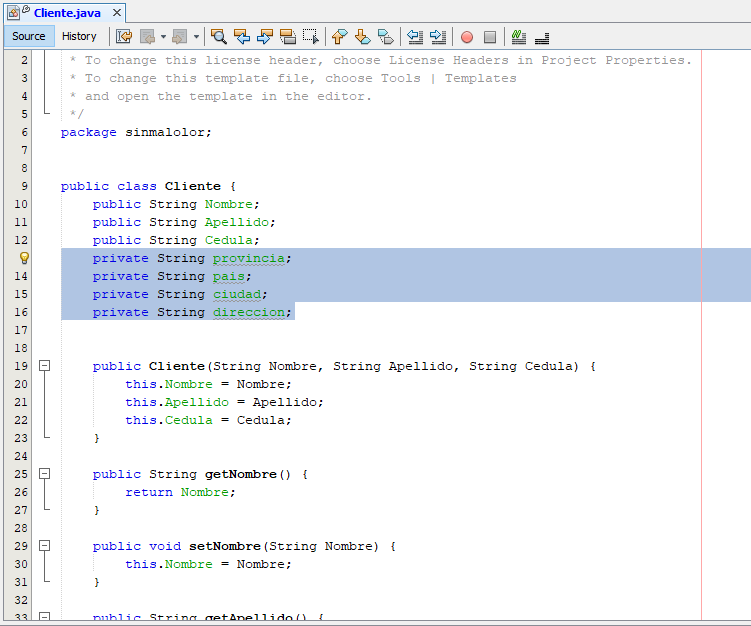 Cliente.java
Source History
2 * To change this license header, choose License Headers in Project Properties.
3 * To change this template file, choose Tools | Templates
4 * and open the template in the editor.
5 */
6 package sinmalolor;
7
8
9 public class Cliente {
10 public String Nombre;
11 public String Apellido;
12 public String Cedula;
private String provincia;
14 private String pais;
15 private String ciudad;
16 private String direccion;
17
18
19 public Cliente(String Nombre, String Apellido, String Cedula) {
20 this.Nombre = Nombre;
21 this.Apellido = Apellido;
22 this.Cedula = Cedula;
23 }
24
25 public String getNombre() {
26 return Nombre;
27 }
28
29 public void setNombre(String Nombre) {
30 this.Nombre = Nombre;
31 }
32
33 public String getApellido() {